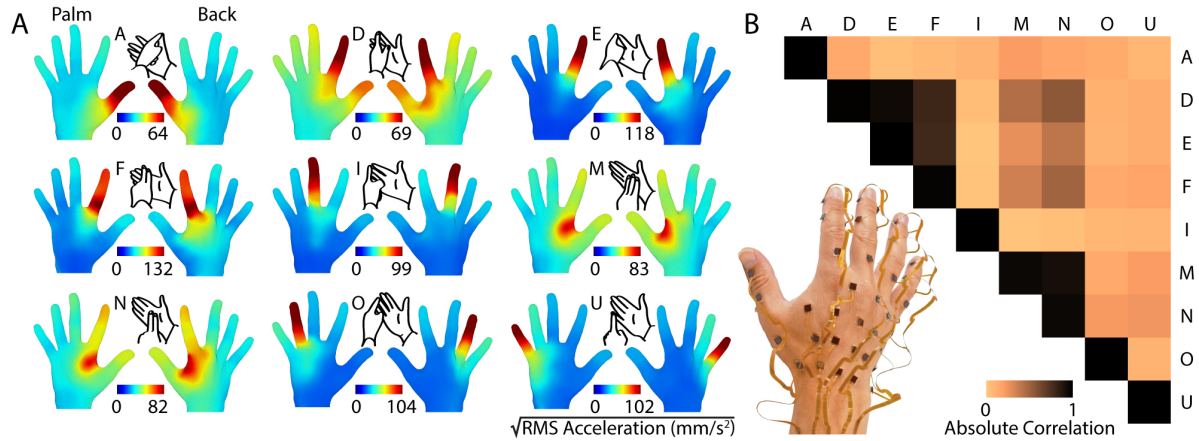 A
Palm
Back
A
0 64
D
0 69
E
0 118
F
0 132
I
0 99
M
0 83
N
0 82
O
0 104
U
0 102
√RMS Acceleration (mm/s²)
B
A D E F I M N O U
A
D
E
F
I
M
N
O
U
0 1
Absolute Correlation